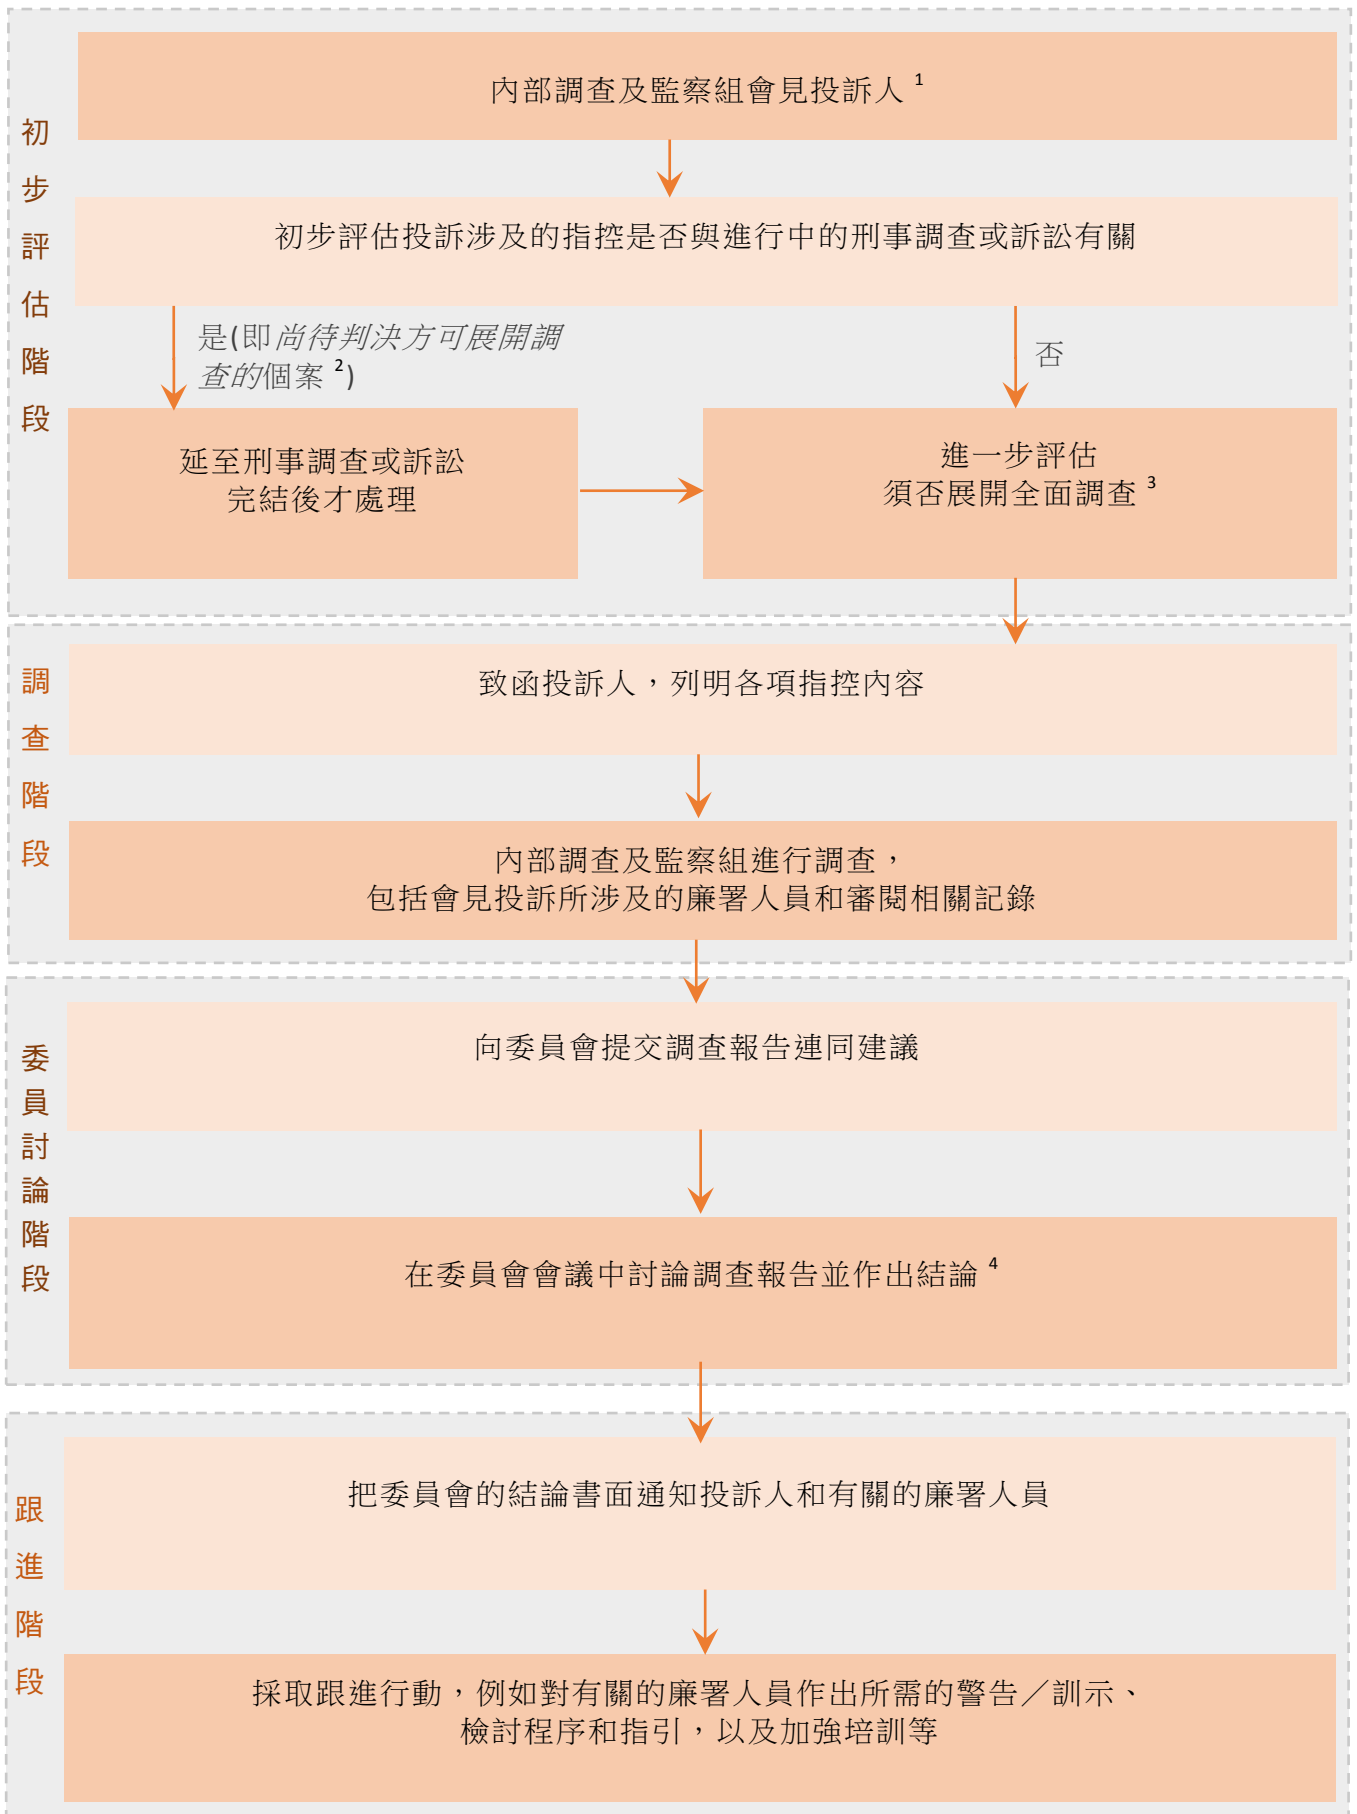 初步評估階段
內部調查及監察組會見投訴人 1
初步評估投訴涉及的指控是否與進行中的刑事調查或訴訟有關
是(即尚待判決方可展開調
查的個案 2)
否
延至刑事調查或訴訟
完結後才處理
進一步評估
須否展開全面調查 3
調查階段
致函投訴人，列明各項指控內容
內部調查及監察組進行調查，
包括會見投訴所涉及的廉署人員和審閱相關記錄
委員討論階段
向委員會提交調查報告連同建議
在委員會會議中討論調查報告並作出結論 4
跟進階段
把委員會的結論書面通知投訴人和有關的廉署人員
採取跟進行動，例如對有關的廉署人員作出所需的警告／訓示、
檢討程序和指引，以及加強培訓等